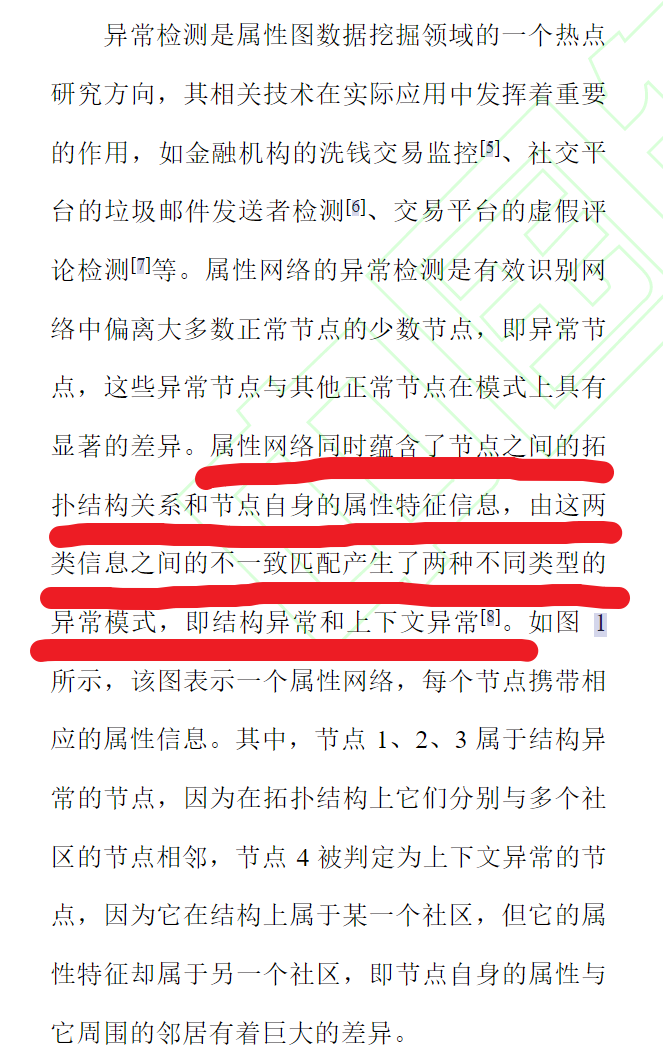 异常检测是属性图数据挖掘领域的一个热点
研究方向，其相关技术在实际应用中发挥着重要
的作用，如金融机构的洗钱交易监控[5]、社交平
台的垃圾邮件发送者检测[6]、交易平台的虚假评
论检测[7]等。属性网络的异常检测是有效识别网
络中偏离大多数正常节点的少数节点，即异常节
点，这些异常节点与其他正常节点在模式上具有
显著的差异。属性网络同时蕴含了节点之间的拓
扑结构关系和节点自身的属性特征信息，由这两
类信息之间的不一致匹配产生了两种不同类型的
异常模式，即结构异常和上下文异常[8]。如图 1
所示，该图表示一个属性网络，每个节点携带相
应的属性信息。其中，节点 1、2、3 属于结构异
常的节点，因为在拓扑结构上它们分别与多个社
区的节点相邻，节点 4 被判定为上下文异常的节
点，因为它在结构上属于某一个社区，但它的属
性特征却属于另一个社区，即节点自身的属性与
它周围的邻居有着巨大的差异。